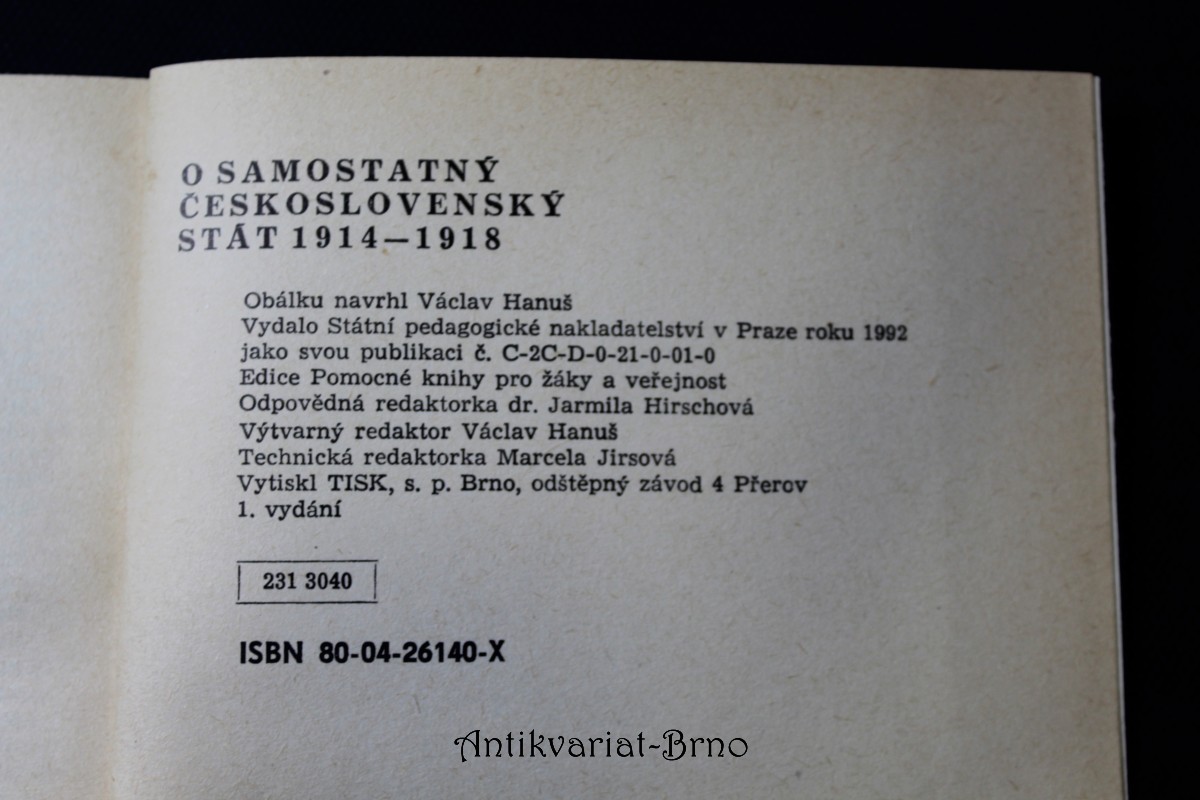 O SAMOSTATNÝ
ČESKOSLOVENSKÝ
STÁT 1914—1918
Obálku navrhl Václav Hanuš
Vydalo Státní pedagogické nakladatelství v Praze roku 1992
jako svou publikaci č. C-2C-D-0-21-0-01-0
Edice Pomocné knihy pro žáky a veřejnost
Odpovědná redaktorka dr. Jarmila Hirschová
Výtvarný redaktor Václav Hanuš
Technická redaktorka Marcela Jirsová
Vytiskl TISK, s. p. Brno, odštěpný závod 4 Přerov
1. vydání
231 3040
ISBN 80-04-26140-X
Antikvariat-Brno